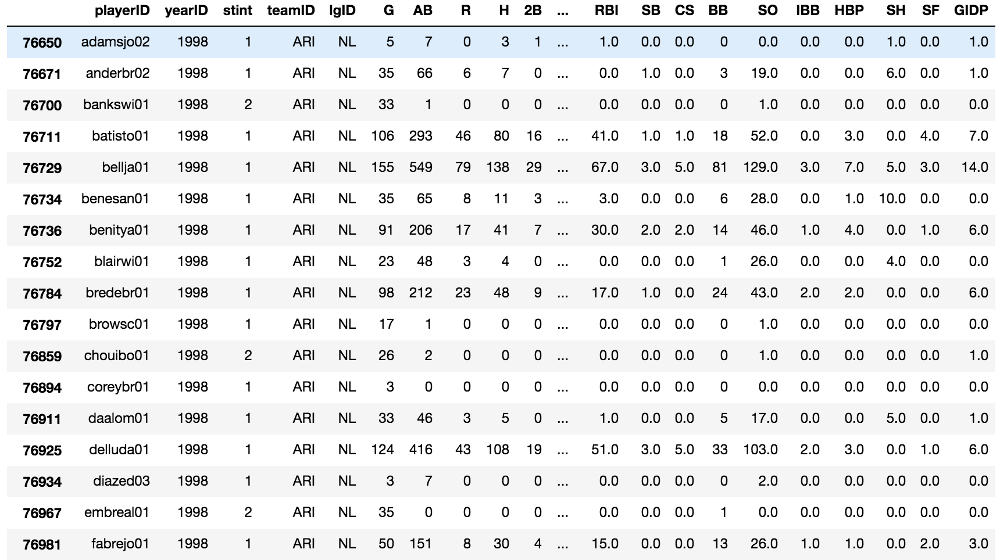 playerID yearID stint teamID lgID G AB R H 2B ... RBI SB CS BB SO IBB HBP SH SF GIDP
76650 adamsjo02 1998 1 ARI NL 5 7 0 3 1 ... 1.0 0.0 0.0 0 0.0 0.0 0.0 1.0 0.0 1.0
76671 anderbr02 1998 1 ARI NL 35 66 6 7 0 ... 0.0 1.0 0.0 3 19.0 0.0 0.0 6.0 0.0 1.0
76700 bankswi01 1998 2 ARI NL 33 1 0 0 0 ... 0.0 0.0 0.0 0 1.0 0.0 0.0 0.0 0.0 0.0
76711 batisto01 1998 1 ARI NL 106 293 46 80 16 ... 41.0 1.0 1.0 18 52.0 0.0 3.0 0.0 4.0 7.0
76729 bellja01 1998 1 ARI NL 155 549 79 138 29 ... 67.0 3.0 5.0 81 129.0 3.0 7.0 5.0 3.0 14.0
76734 benesan01 1998 1 ARI NL 35 65 8 11 3 ... 3.0 0.0 0.0 6 28.0 0.0 1.0 10.0 0.0 0.0
76736 benitya01 1998 1 ARI NL 91 206 17 41 7 ... 30.0 2.0 2.0 14 46.0 1.0 4.0 0.0 1.0 6.0
76752 blairwi01 1998 1 ARI NL 23 48 3 4 0 ... 0.0 0.0 0.0 1 26.0 0.0 0.0 4.0 0.0 0.0
76784 bredebr01 1998 1 ARI NL 98 212 23 48 9 ... 17.0 1.0 0.0 24 43.0 2.0 2.0 0.0 0.0 6.0
76797 browsc01 1998 1 ARI NL 17 1 0 0 0 ... 0.0 0.0 0.0 0 1.0 0.0 0.0 0.0 0.0 0.0
76859 chouibo01 1998 2 ARI NL 26 2 0 0 0 ... 0.0 0.0 0.0 0 1.0 0.0 0.0 0.0 0.0 1.0
76894 coreybr01 1998 1 ARI NL 3 0 0 0 0 ... 0.0 0.0 0.0 0 0.0 0.0 0.0 0.0 0.0 0.0
76911 daalom01 1998 1 ARI NL 33 46 3 5 0 ... 1.0 0.0 0.0 5 17.0 0.0 0.0 5.0 0.0 1.0
76925 delluda01 1998 1 ARI NL 124 416 43 108 19 ... 51.0 3.0 5.0 33 103.0 2.0 3.0 0.0 1.0 6.0
76934 diazed03 1998 1 ARI NL 3 7 0 0 0 ... 0.0 0.0 0.0 0 2.0 0.0 0.0 0.0 0.0 0.0
76967 embreal01 1998 2 ARI NL 35 0 0 0 0 ... 0.0 0.0 0.0 1 0.0 0.0 0.0 0.0 0.0 0.0
76981 fabrejo01 1998 1 ARI NL 50 151 8 30 4 ... 15.0 0.0 0.0 13 26.0 1.0 1.0 0.0 2.0 3.0